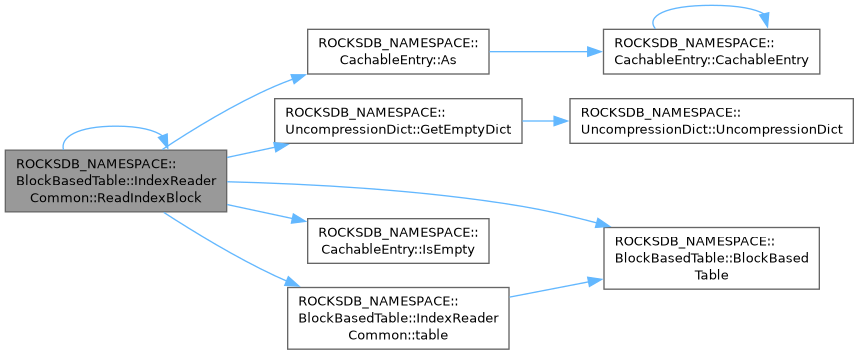 ROCKSDB_NAMESPACE::
CachableEntry::As
ROCKSDB_NAMESPACE::
CachableEntry::CachableEntry
ROCKSDB_NAMESPACE::
UncompressionDict::GetEmptyDict
ROCKSDB_NAMESPACE::
UncompressionDict::UncompressionDict
ROCKSDB_NAMESPACE::
BlockBasedTable::IndexReader
Common::ReadIndexBlock
ROCKSDB_NAMESPACE::
CachableEntry::IsEmpty
ROCKSDB_NAMESPACE::
BlockBasedTable::BlockBased
Table
ROCKSDB_NAMESPACE::
BlockBasedTable::IndexReader
Common::table